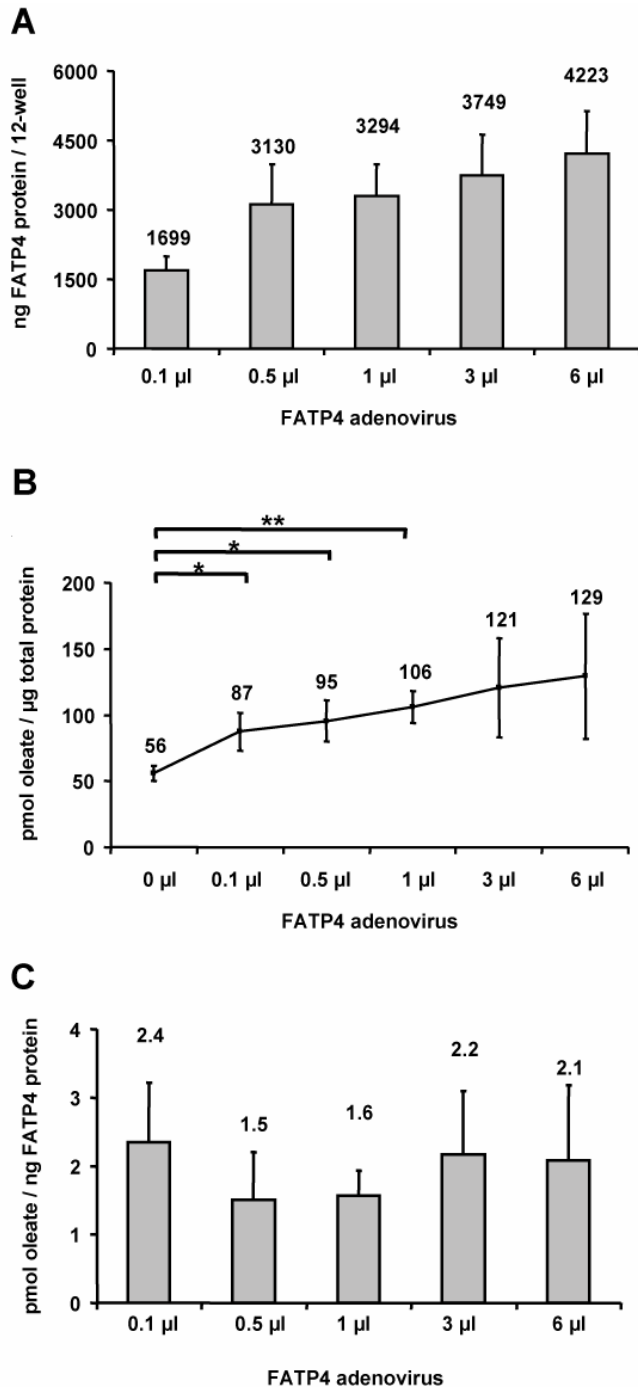 A
ng FATP4 protein / 12-well
6000
4500
3000
1500
0
1699
3130
3294
3749
4223
0.1 µl
0.5 µl
1 µl
3 µl
6 µl
FATP4 adenovirus
B
**
*
*
pmol oleate / µg total protein
200
150
100
50
0
56
87
95
106
121
129
0 µl
0.1 µl
0.5 µl
1 µl
3 µl
6 µl
FATP4 adenovirus
C
pmol oleate / ng FATP4 protein
4
3
2
1
0
2.4
1.5
1.6
2.2
2.1
0.1 µl
0.5 µl
1 µl
3 µl
6 µl
FATP4 adenovirus